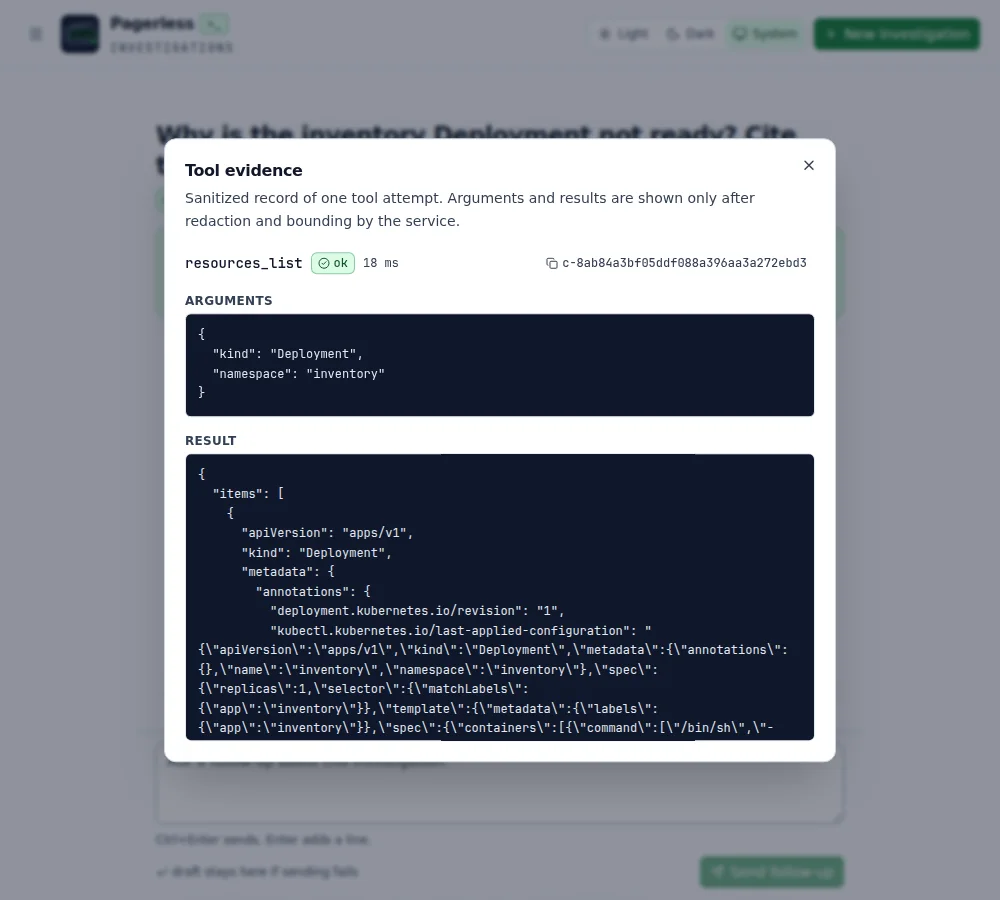 Pagerless >_
INVESTIGATIONS
Light Dark System + New investigation
Why is the inventory Deployment not ready? Cite
Tool evidence
Sanitized record of one tool attempt. Arguments and results are shown only after
redaction and bounding by the service.
resources_list ok 18 ms c-8ab84a3bf05ddf088a396aa3a272ebd3
ARGUMENTS
{
  "kind": "Deployment",
  "namespace": "inventory"
}
RESULT
{
  "items": [
    {
      "apiVersion": "apps/v1",
      "kind": "Deployment",
      "metadata": {
        "annotations": {
          "deployment.kubernetes.io/revision": "1",
          "kubectl.kubernetes.io/last-applied-configuration": "
{\"apiVersion\":\"apps/v1\",\"kind\":\"Deployment\",\"metadata\":{\"annotations\":
{},\"name\":\"inventory\",\"namespace\":\"inventory\"},\"spec\":
{\"replicas\":1,\"selector\":{\"matchLabels\":
{\"app\":\"inventory\"}},\"template\":{\"metadata\":{\"labels\":
{\"app\":\"inventory\"}},\"spec\":{\"containers\":[{\"command\":[\"/bin/sh\",\"-
Ctrl+Enter sends, Enter adds a line.
draft stays here if sending fails
Send follow-up